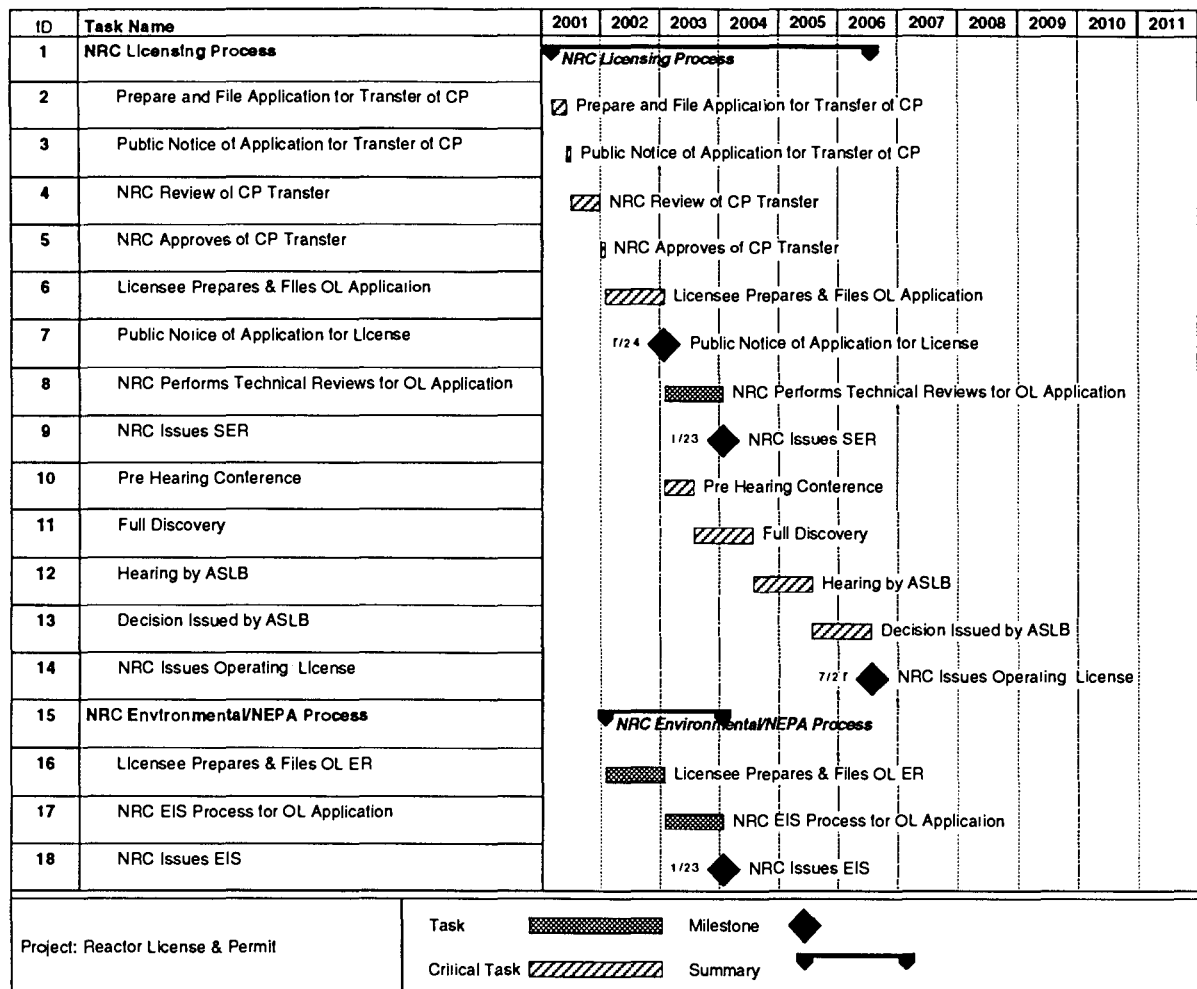 ID Task Name 2001 2002 2003 2004 2005 2006 2007 2008 2009 2010 2011
1 NRC Licensing Process NRC Licensing Process
2 Prepare and File Application for Transfer of CP Prepare and File Application for Transfer of CP
3 Public Notice of Application for Transfer of CP Public Notice of Application for Transfer of CP
4 NRC Review of CP Transfer NRC Review of CP Transfer
5 NRC Approves of CP Transfer NRC Approves of CP Transfer
6 Licensee Prepares & Files OL Application Licensee Prepares & Files OL Application
7 Public Notice of Application for License Public Notice of Application for License
8 NRC Performs Technical Reviews for OL Application NRC Performs Technical Reviews for OL Application
9 NRC Issues SER 1/23 NRC Issues SER
10 Pre Hearing Conference Pre Hearing Conference
11 Full Discovery Full Discovery
12 Hearing by ASLB Hearing by ASLB
13 Decision Issued by ASLB Decision Issued by ASLB
14 NRC Issues Operating License NRC Issues Operating License
15 NRC Environmental/NEPA Process NRC Environmental/NEPA Process
16 Licensee Prepares & Files OL ER Licensee Prepares & Files OL ER
17 NRC EIS Process for OL Application NRC EIS Process for OL Application
18 NRC Issues EIS 1/23 NRC Issues EIS
Project: Reactor License & Permit
Task Milestone
Critical Task Summary